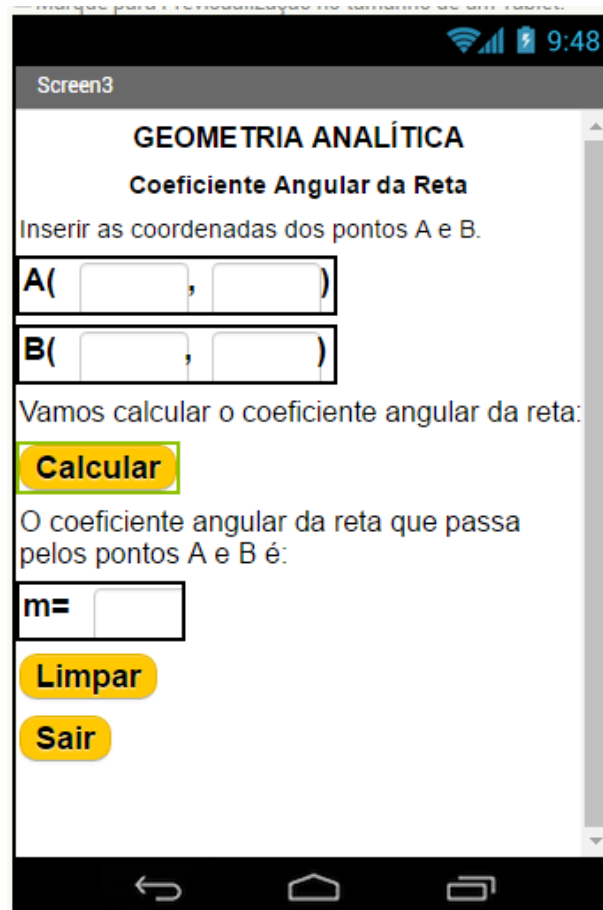 9:48
Screen3
GEOMETRIA ANALÍTICA
Coeficiente Angular da Reta
Inserir as coordenadas dos pontos A e B.
A( , )
B( , )
Vamos calcular o coeficiente angular da reta:
Calcular
O coeficiente angular da reta que passa
pelos pontos A e B é:
m=
Limpar
Sair